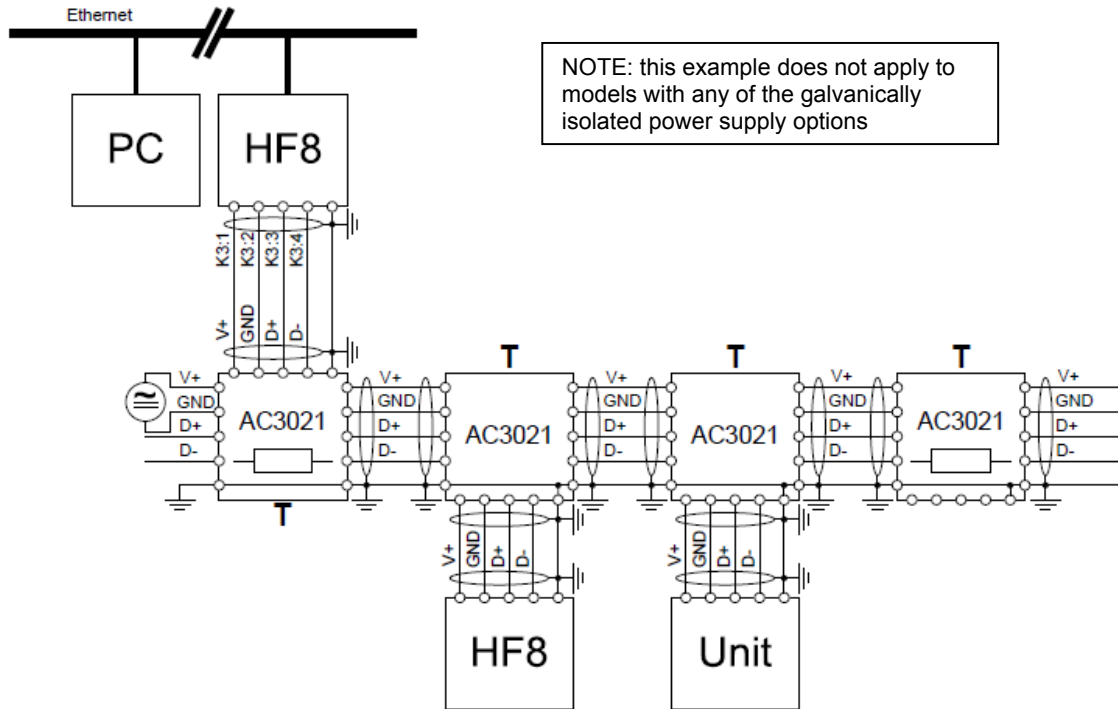 Ethernet
NOTE: this example does not apply to
models with any of the galvanically
isolated power supply options
PC
HF8
K3:1
K3:2
K3:3
K3:4
V+
GND
D+
D-
T
T
T
V+
GND
D+
D-
AC3021
V+
GND
D+
D-
AC3021
V+
GND
D+
D-
AC3021
V+
GND
D+
D-
AC3021
V+
GND
D+
D-
T
V+
GND
D+
D-
V+
GND
D+
D-
HF8
Unit